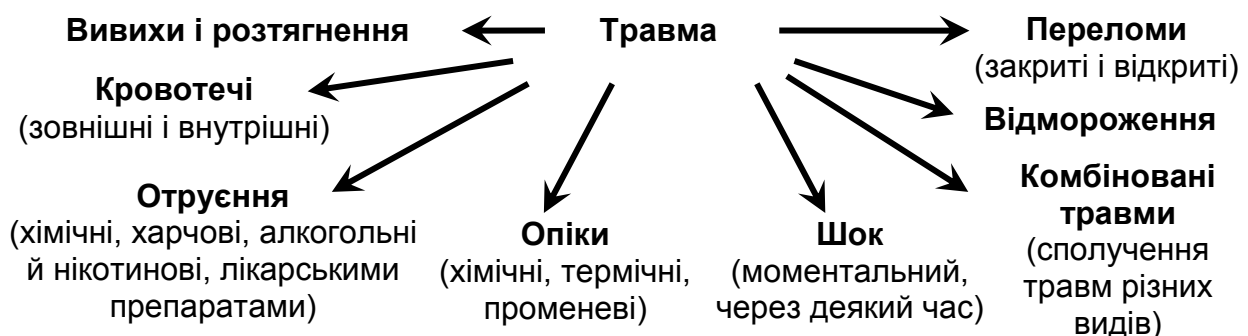 Вивихи і розтягнення
Травма
Переломи
(закриті і відкриті)
Кровотечі
(зовнішні і внутрішні)
Відмороження
Отруєння
(хімічні, харчові, алкогольні
й нікотинові, лікарськими
препаратами)
Опіки
(хімічні, термічні,
променеві)
Шок
(моментальний,
через деякий час)
Комбіновані
травми
(сполучення
травм різних
видів)